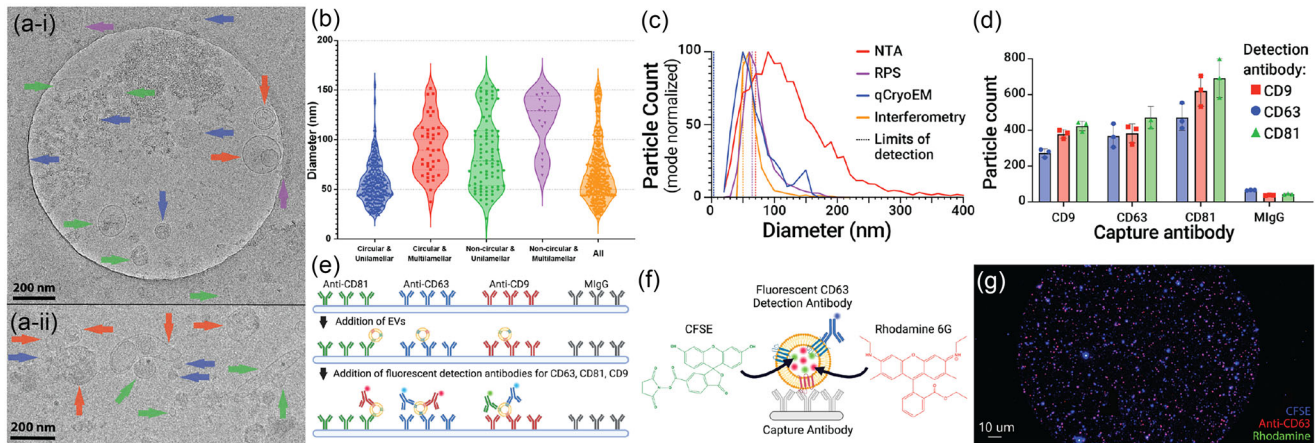 (a-i)
200 nm
(a-ii)
200 nm
(b)
Diameter (nm)
200
150
100
50
0
Circular &
Unilamellar
Circular &
Multilamellar
Non-circular &
Unilamellar
Non-circular &
Multilamellar
All
(c)
Particle Count
(mode normalized)
100
50
0
0
100
200
300
400
Diameter (nm)
NTA
RPS
qCryoEM
Interferometry
Limits of
detection
(d)
Particle count
800
600
400
200
0
CD9
CD63
CD81
MIgG
Capture antibody
Detection
antibody:
CD9
CD63
CD81
(e)
Anti-CD81
Anti-CD63
Anti-CD9
MIgG
Addition of EVs
Addition of fluorescent detection antibodies for CD63, CD81, CD9
(f)
Fluorescent CD63
Detection Antibody
CFSE
Rhodamine 6G
Capture Antibody
(g)
10 um
CFSE
Anti-CD63
Rhodamine